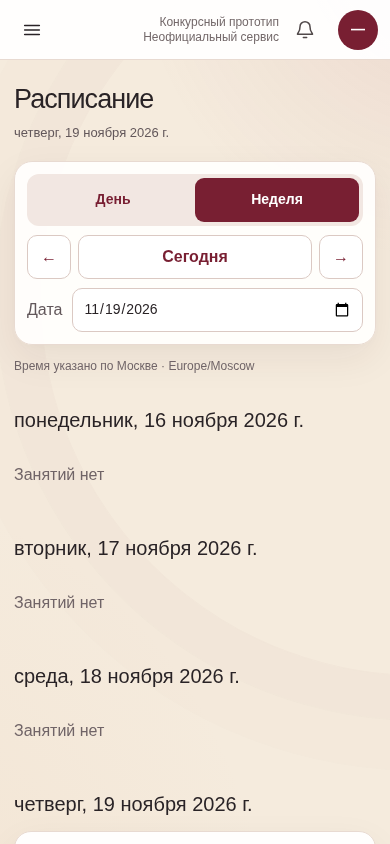 Конкурсный прототип
Неофициальный сервис
—
Расписание
четверг, 19 ноября 2026 г.
День
Неделя
←
Сегодня
→
Дата
11/19/2026
Время указано по Москве · Europe/Moscow
понедельник, 16 ноября 2026 г.
Занятий нет
вторник, 17 ноября 2026 г.
Занятий нет
среда, 18 ноября 2026 г.
Занятий нет
четверг, 19 ноября 2026 г.